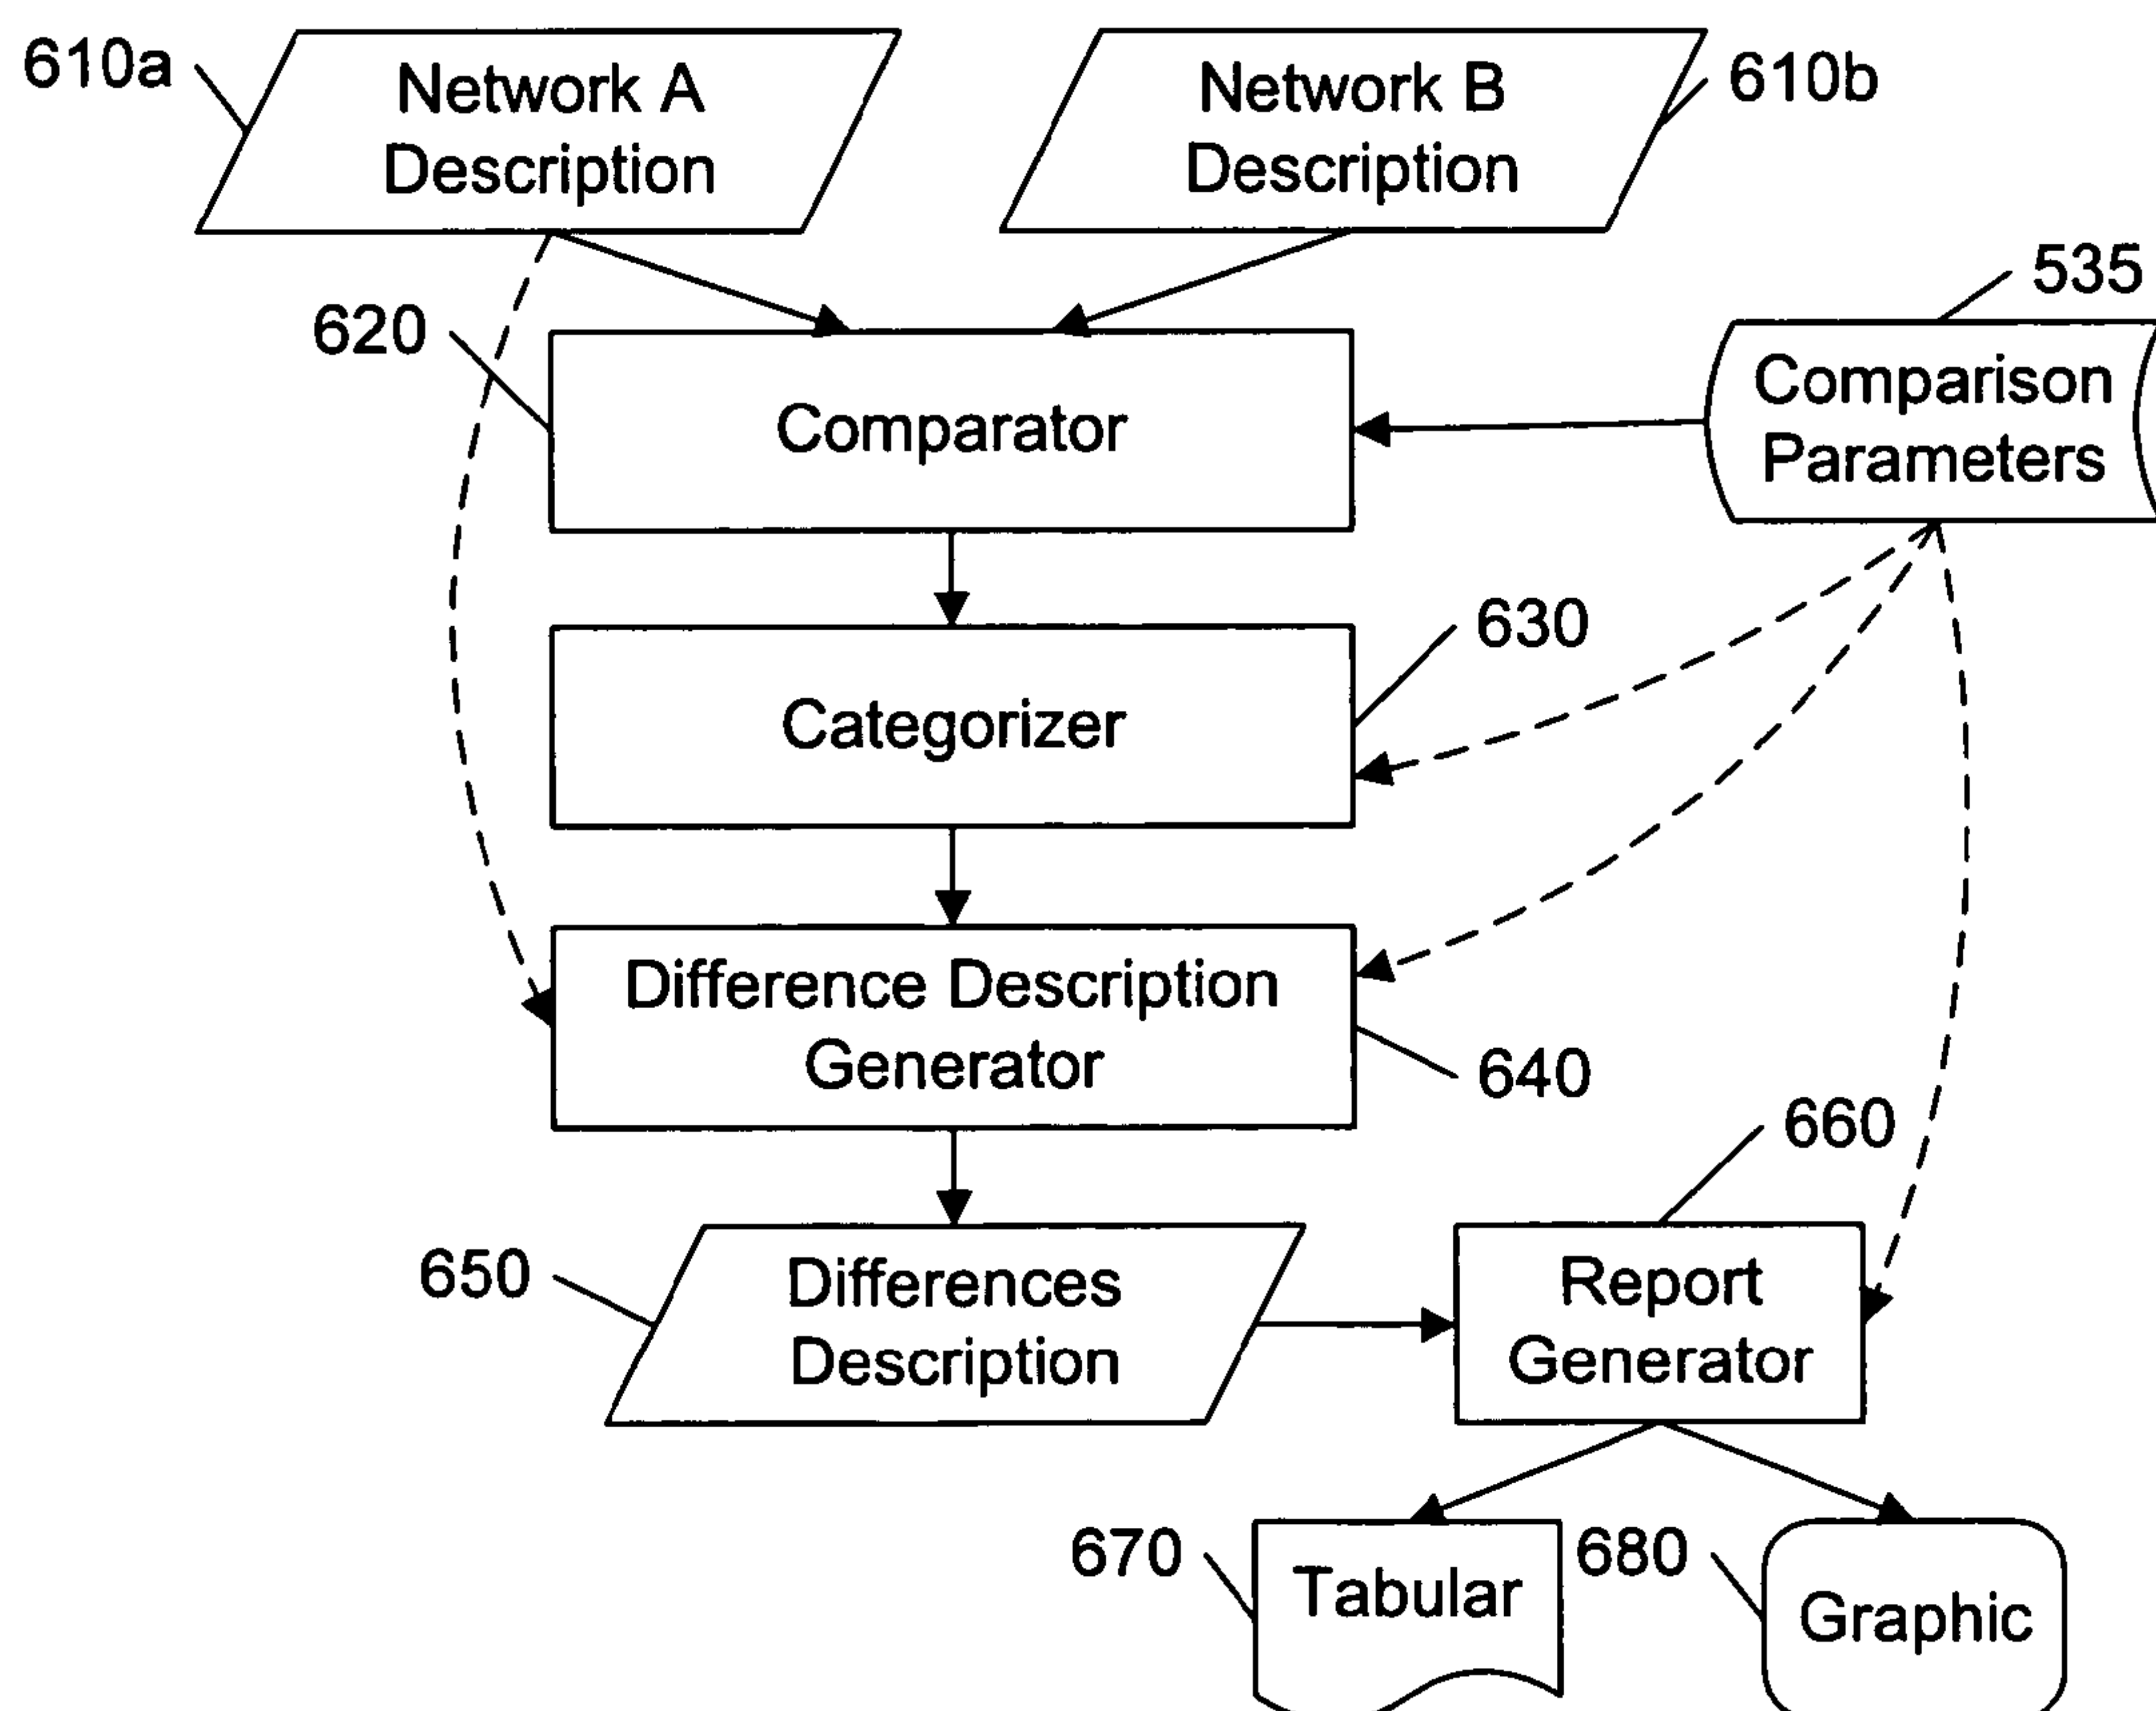 610a
Network A
Description
Network B
Description
610b
535
620
Comparator
Comparison
Parameters
630
Categorizer
Difference Description
Generator
640
660
650
Differences
Description
Report
Generator
670
Tabular
680
Graphic